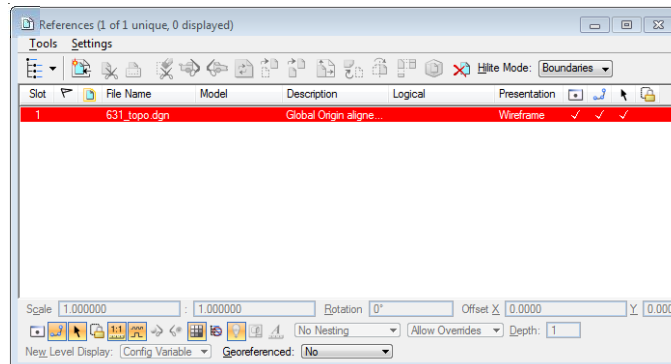 References (1 of 1 unique, 0 displayed)
Tools Settings
Hilite Mode: Boundaries
Slot File Name Model Description Logical Presentation
1 631_topo.dgn Global Origin aligne... Wireframe
Scale 1.000000 : 1.000000 Rotation 0° Offset X 0.0000 Y 0.000
1:1 No Nesting Allow Overrides Depth: 1
New Level Display: Config Variable Georeferenced: No